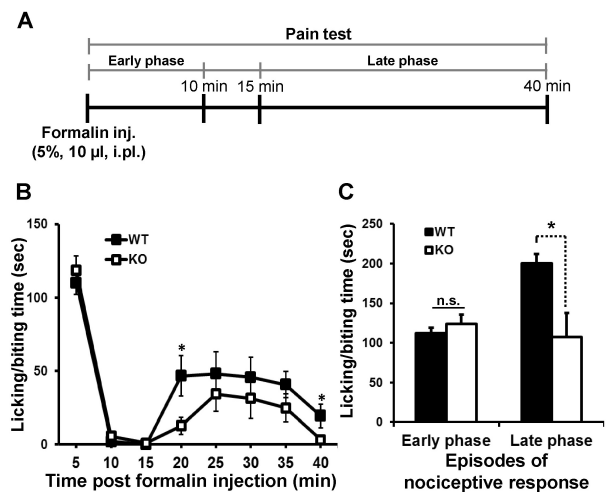 A
Pain test
Early phase
Late phase
10 min
15 min
40 min
Formalin inj.
(5%, 10 µl, i.pl.)
B
Licking/biting time (sec)
150
100
50
0
WT
KO
*
*
5
10
15
20
25
30
35
40
Time post formalin injection (min)
C
Licking/biting time (sec)
250
200
150
100
50
0
WT
KO
n.s.
*
Early phase
Late phase
Episodes of
nociceptive response